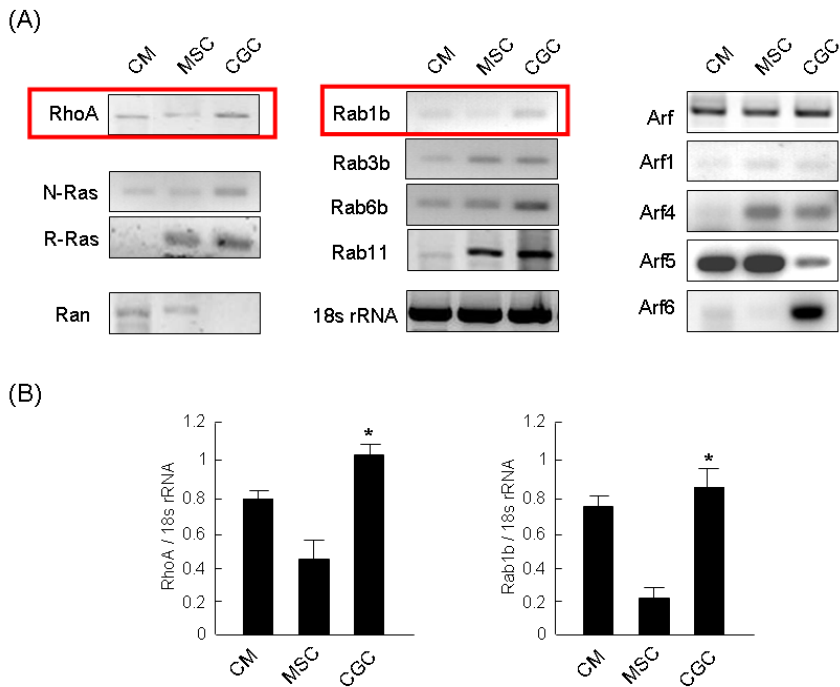 (A)
CM MSC CGC
RhoA
N-Ras
R-Ras
Ran
CM MSC CGC
Rab1b
Rab3b
Rab6b
Rab11
18s rRNA
CM MSC CGC
Arf
Arf1
Arf4
Arf5
Arf6
(B)
RhoA / 18s rRNA
1.2
1
0.8
0.6
0.4
0.2
0
*
CM MSC CGC
Rab1b / 18s rRNA
1.2
1
0.8
0.6
0.4
0.2
0
*
CM MSC CGC